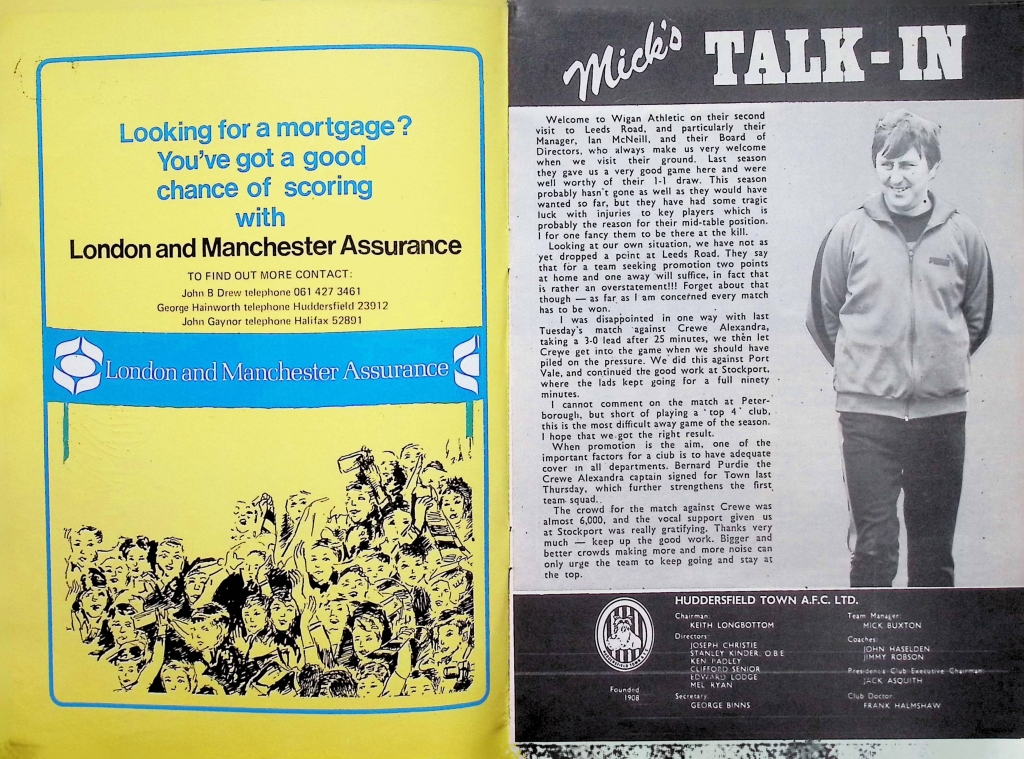 Looking for a mortgage?
You've got a good
chance of scoring
with
London and Manchester Assurance
TO FIND OUT MORE CONTACT:
John B Drew telephone 061 427 3461
George Hainworth telephone Huddersfield 23912
John Gaynor telephone Halifax 52891
London and Manchester Assurance
Mick's TALK-IN
Welcome to Wigan Athletic on their second
visit to Leeds Road, and particularly their
Manager, Ian McNeill, and their Board of
Directors, who always make us very welcome
when we visit their ground. Last season
they gave us a very good game here and were
well worthy of their 1-1 draw. This season
probably hasn't gone as well as they would have
wanted so far, but they have had some tragic
luck with injuries to key players which is
probably the reason for their mid-table position.
I for one fancy them to be there at the kill.
Looking at our own situation, we have not as
yet dropped a point at Leeds Road. They say
that for a team seeking promotion two points
at home and one away will suffice, in fact that
is rather an overstatement!!! Forget about that
though — as far as I am concerned every match
has to be won.
I was disappointed in one way with last
Tuesday's match against Crewe Alexandra,
taking a 3-0 lead after 25 minutes, we then let
Crewe get into the game when we should have
piled on the pressure. We did this against Port
Vale, and continued the good work at Stockport,
where the lads kept going for a full ninety
minutes.
I cannot comment on the match at Peter-
borough, but short of playing a 'top 4' club,
this is the most difficult away game of the season.
I hope that we got the right result.
When promotion is the aim, one of the
important factors for a club is to have adequate
cover in all departments. Bernard Purdie the
Crewe Alexandra captain signed for Town last
Thursday, which further strengthens the first
team squad.
The crowd for the match against Crewe was
almost 6,000, and the vocal support given us
at Stockport was really gratifying. Thanks very
much — keep up the good work. Bigger and
better crowds making more and more noise can
only urge the team to keep going and stay at
the top.
HUDDERSFIELD TOWN A.F.C. LTD.
Founded
1908
Chairman:
KEITH LONGBOTTOM
Directors:
JOSEPH CHRISTIE
STANLEY KINDER, O.B.E
KEN PADLEY
CLIFFORD SENIOR
EDWARD LODGE
MEL RYAN
Secretary:
GEORGE BINNS
Team Manager:
MICK BUXTON
Coaches:
JOHN HASELDEN
JIMMY ROBSON
Presidents Club Executive Chairman:
JACK ASQUITH
Club Doctor:
FRANK HALMSHAW